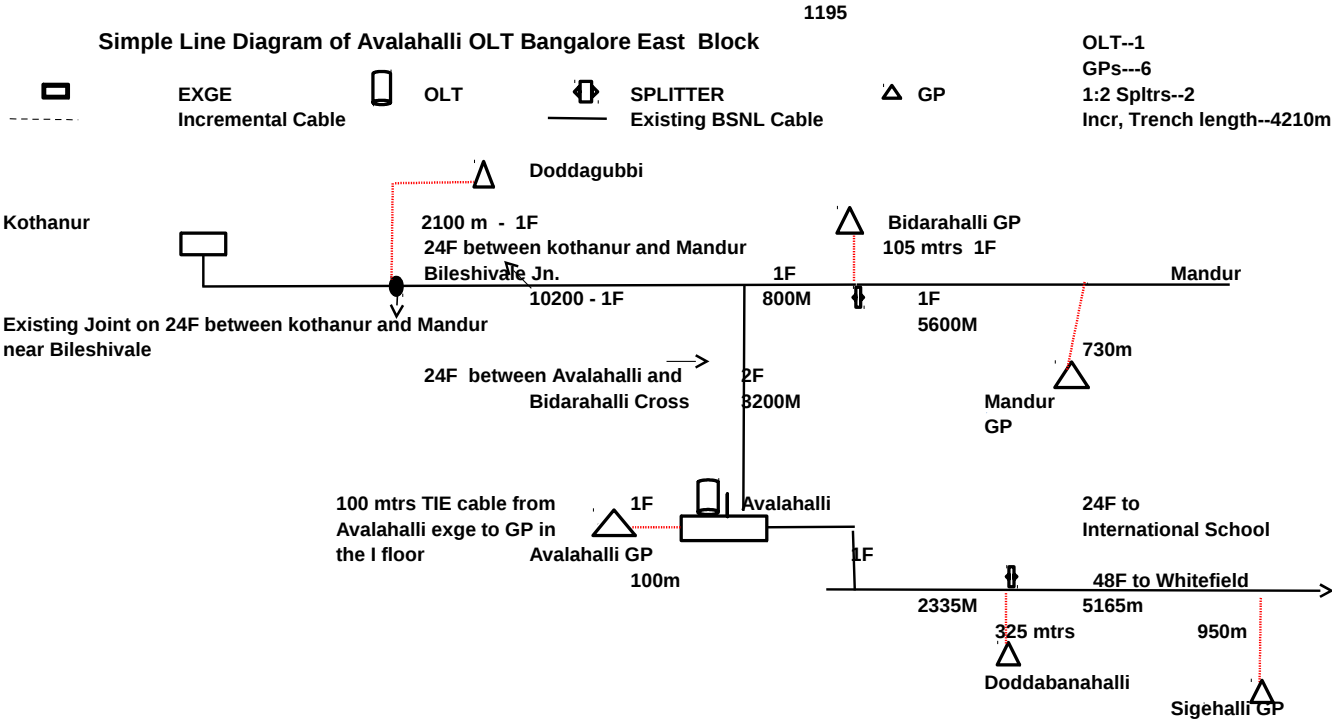 1195
Simple Line Diagram of Avalahalli OLT Bangalore East Block
OLT--1
GPs---6
EXGE
OLT
SPLITTER
GP
1:2 Spltrs--2
Incremental Cable
Existing BSNL Cable
Incr, Trench length--4210m
Doddagubbi
Kothanur
2100 m - 1F
Bidarahalli GP
24F between kothanur and Mandur
105 mtrs 1F
Bileshivale Jn.
1F
Mandur
10200 - 1F
800M
1F
Existing Joint on 24F between kothanur and Mandur
5600M
near Bileshivale
730m
24F between Avalahalli and
2F
Bidarahalli Cross
3200M
Mandur
GP
100 mtrs TIE cable from
1F
Avalahalli
24F to
Avalahalli exge to GP in
International School
the I floor
Avalahalli GP
1F
100m
48F to Whitefield
2335M
5165m
325 mtrs
950m
Doddabanahalli
Sigehalli GP